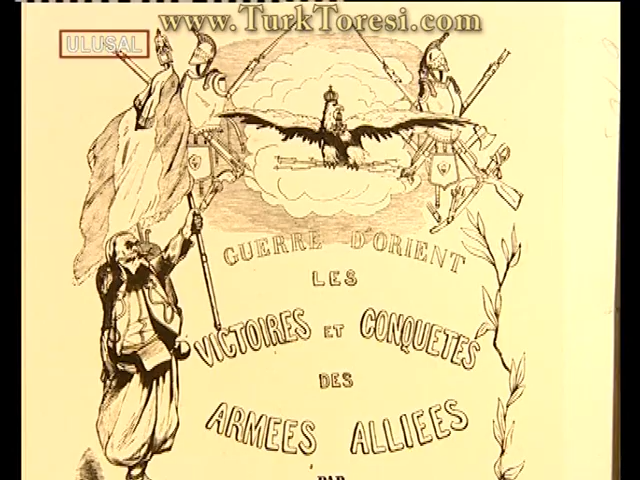 www.TurkToresi.com
ULUSAL
GUERRE D'ORIENT
LES
VICTOIRES ET CONQUETES
DES
ARMEES ALLIEES
PAR